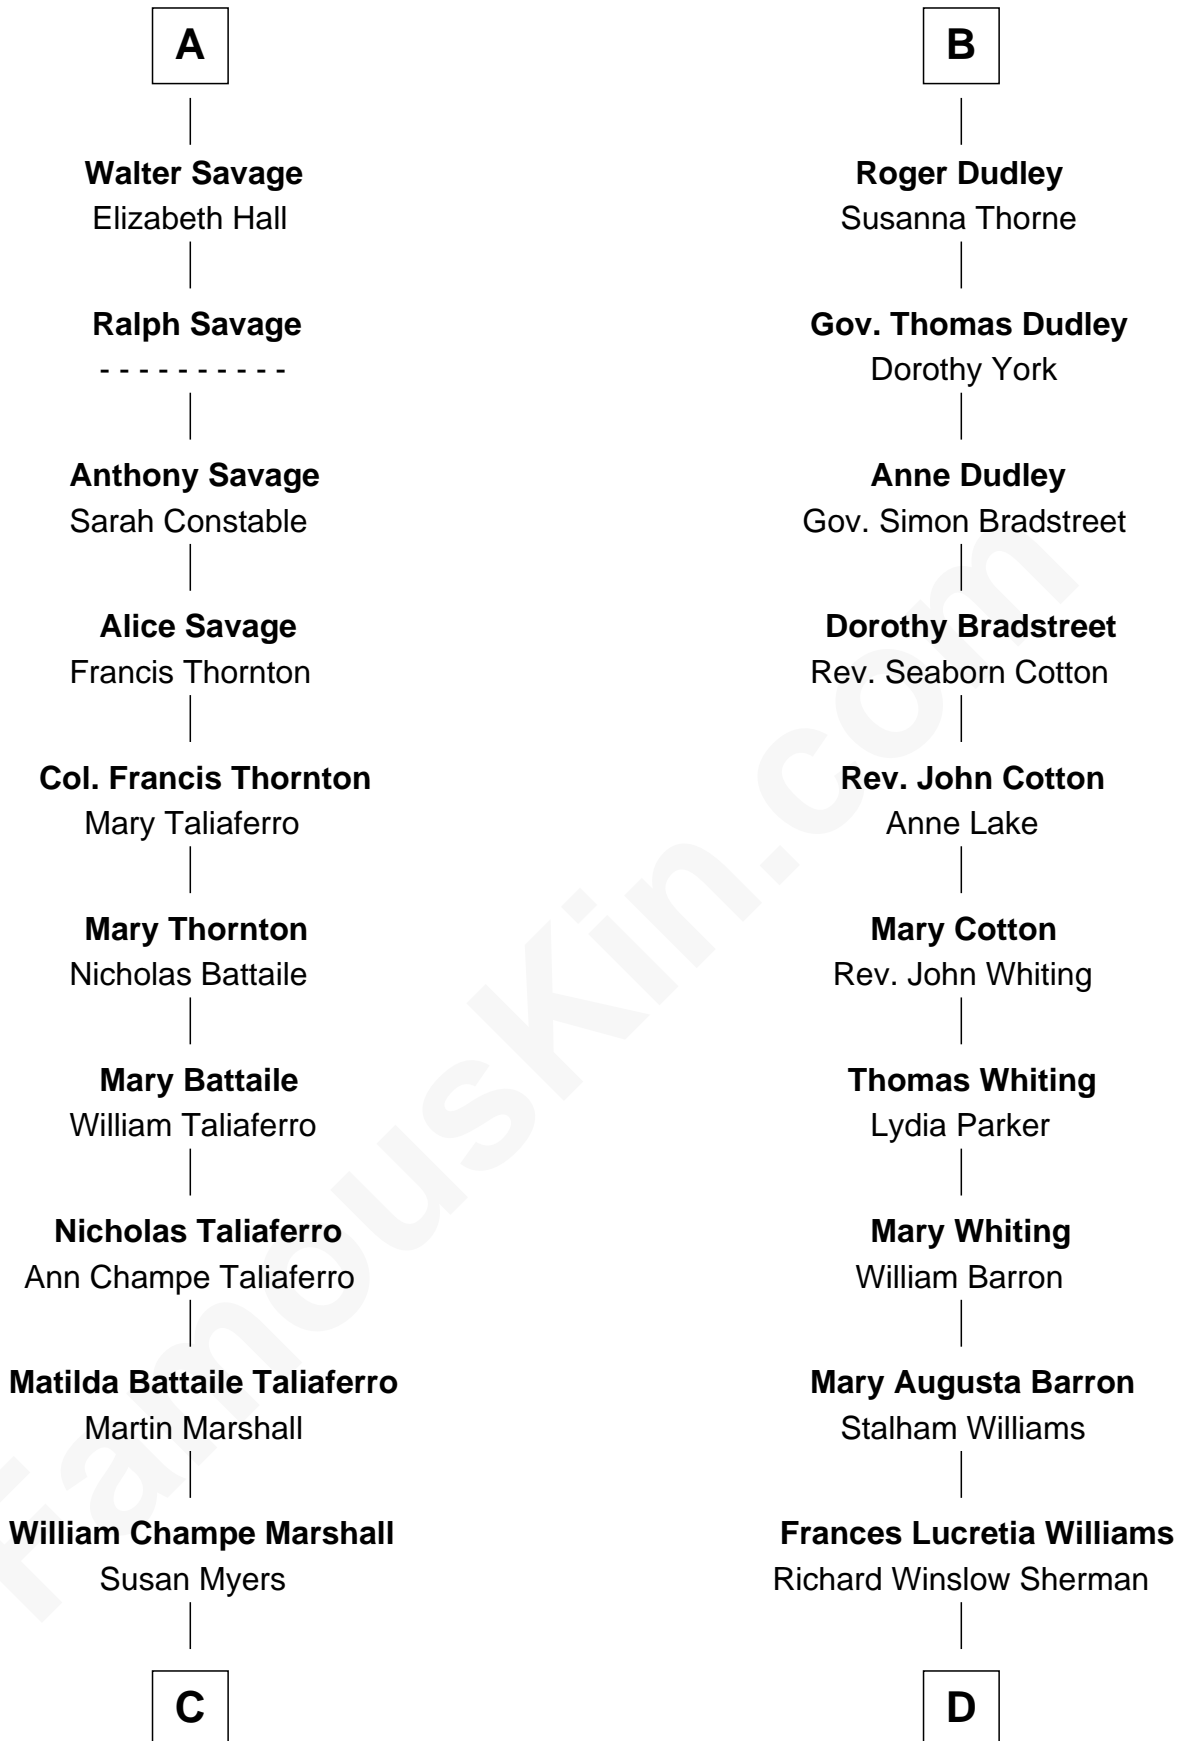 A
Walter Savage
Elizabeth Hall
Ralph Savage
- - - - - - - - - -
Anthony Savage
Sarah Constable
Alice Savage
Francis Thornton
Col. Francis Thornton
Mary Taliaferro
Mary Thornton
Nicholas Battaile
Mary Battaile
William Taliaferro
Nicholas Taliaferro
Ann Champe Taliaferro
Matilda Battaile Taliaferro
Martin Marshall
William Champe Marshall
Susan Myers
C
B
Roger Dudley
Susanna Thorne
Gov. Thomas Dudley
Dorothy York
Anne Dudley
Gov. Simon Bradstreet
Dorothy Bradstreet
Rev. Seaborn Cotton
Rev. John Cotton
Anne Lake
Mary Cotton
Rev. John Whiting
Thomas Whiting
Lydia Parker
Mary Whiting
William Barron
Mary Augusta Barron
Stalham Williams
Frances Lucretia Williams
Richard Winslow Sherman
D
FamousKin.com